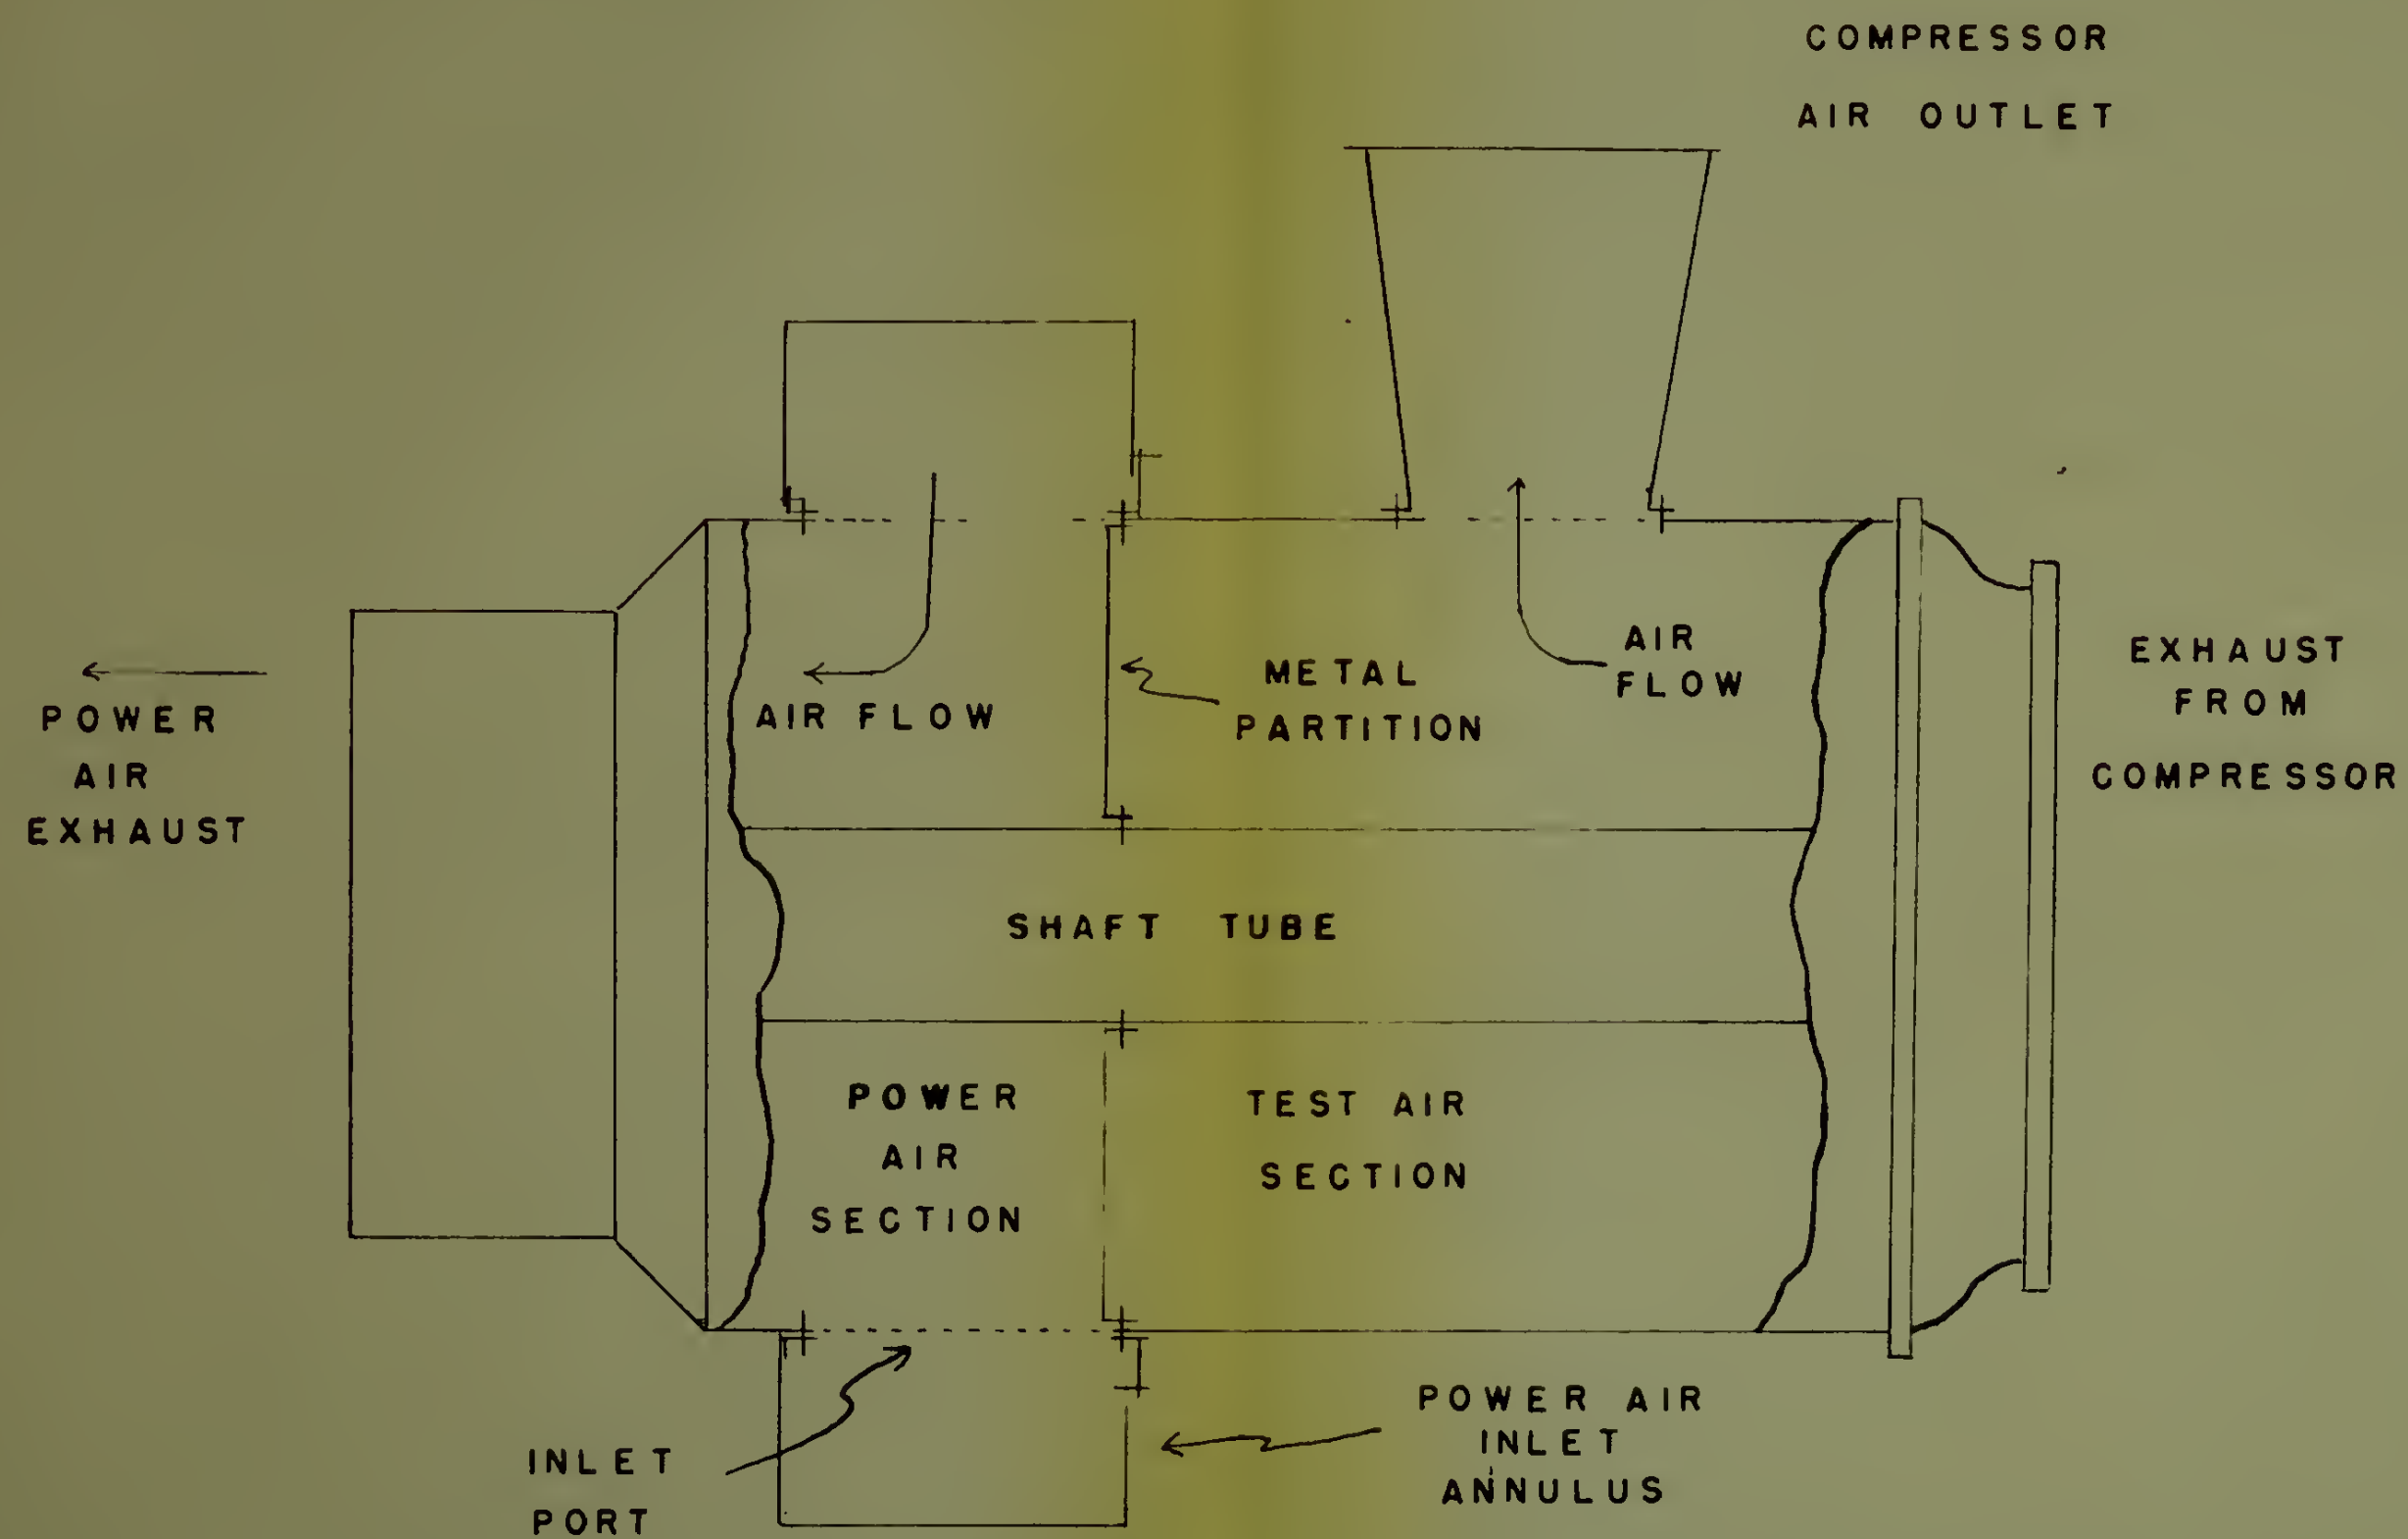 COMPRESSOR
AIR OUTLET
POWER
AIR
EXHAUST
AIR FLOW
METAL
PARTITION
AIR
FLOW
EXHAUST
FROM
COMPRESSOR
SHAFT TUBE
POWER
AIR
SECTION
TEST AIR
SECTION
INLET
PORT
POWER AIR
INLET
ANNULUS